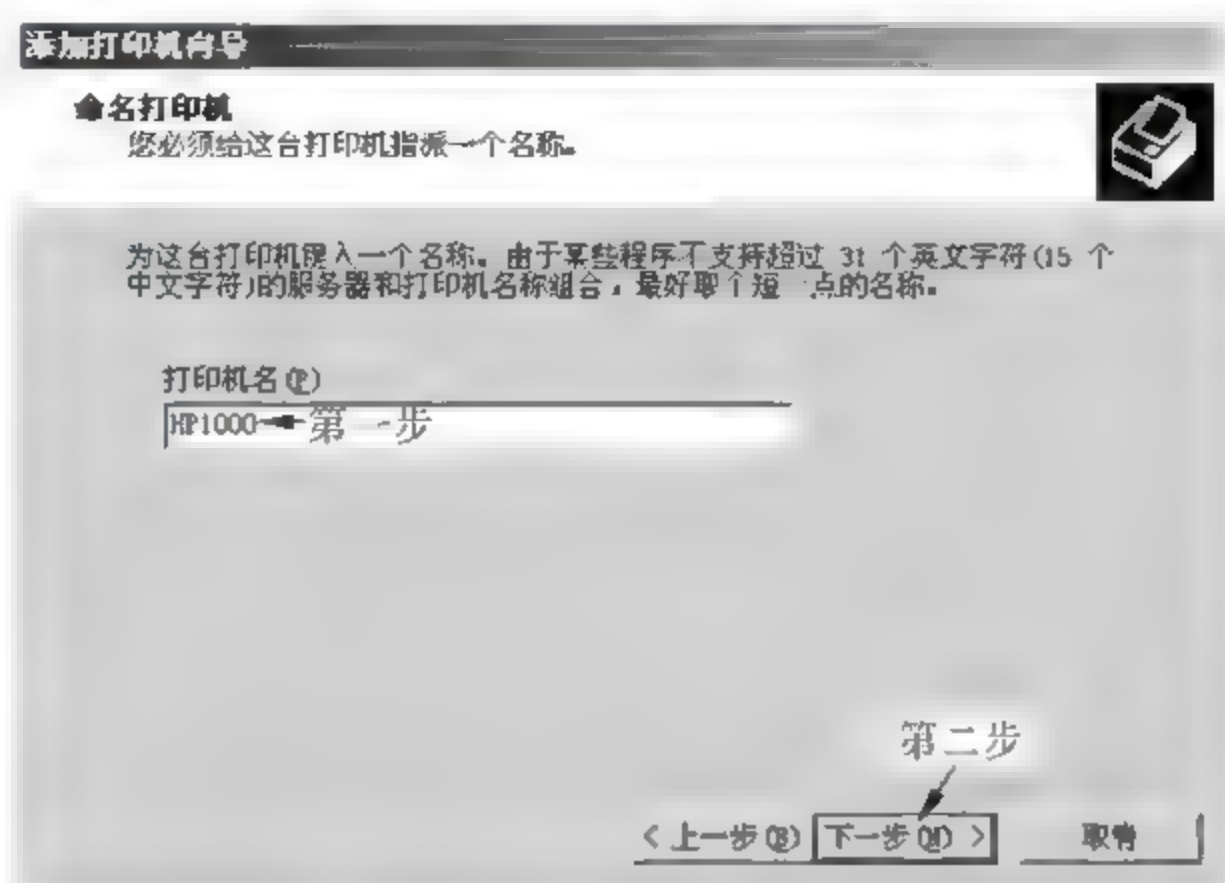 添加打印机向导
命名打印机
您必须给这台打印机指派一个名称。
为这台打印机键入一个名称。由于某些程序不支持超过 31 个英文字符(15 个
中文字符)的服务器和打印机名称组合，最好取个短一点的名称。
打印机名(P)
HP1000 第一步
第二步
< 上一步(B) 下一步(N) > 取消